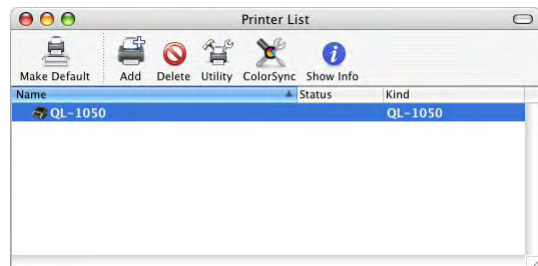 Printer List
Make Default Add Delete Utility ColorSync Show Info
Name Status Kind
QL-1050 QL-1050